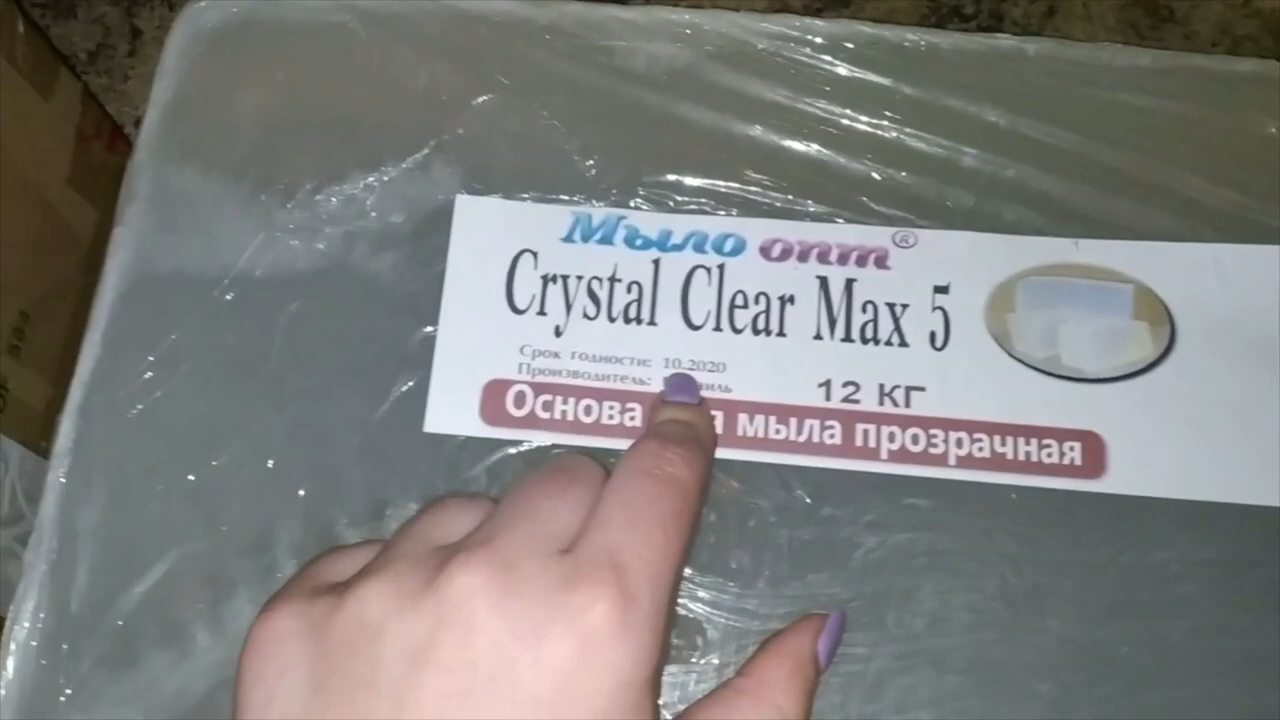 Мыло опт®
Crystal Clear Max 5
Срок годности: 10.2020
Производитель:
12 КГ
Основа мыла прозрачная